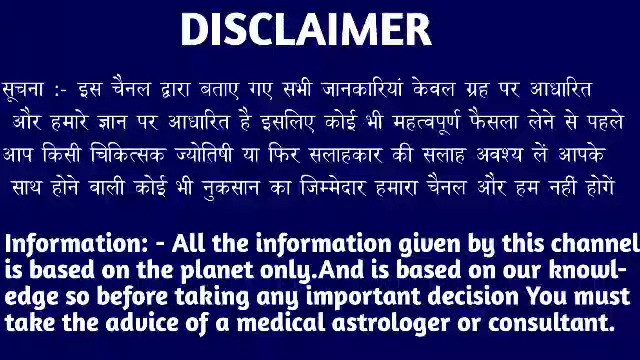 DISCLAIMER
सूचना :- इस चैनल द्वारा बताए गए सभी जानकारियां केवल ग्रह पर आधारित
और हमारे ज्ञान पर आधारित है इसलिए कोई भी महत्वपूर्ण फैसला लेने से पहले
आप किसी चिकित्सक ज्योतिषी या फिर सलाहकार की सलाह अवश्य लें आपके
साथ होने वाली कोई भी नुकसान का जिम्मेदार हमारा चैनल और हम नहीं होगें
Information: - All the information given by this channel
is based on the planet only.And is based on our knowl-
edge so before taking any important decision You must
take the advice of a medical astrologer or consultant.